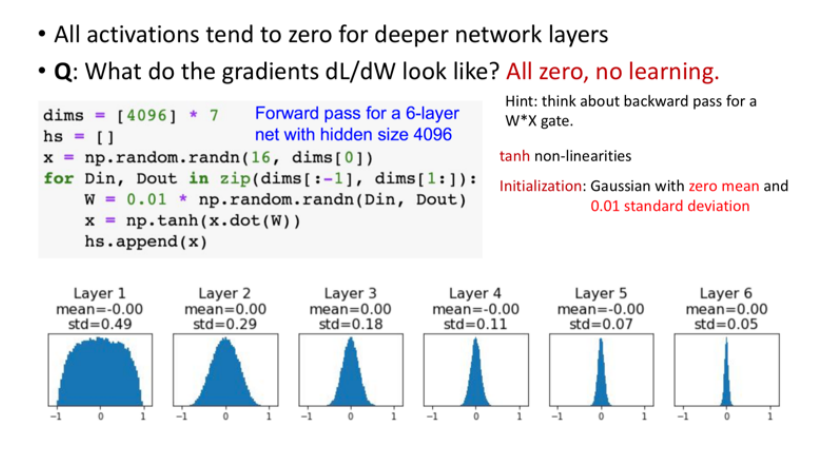 • All activations tend to zero for deeper network layers
• Q: What do the gradients dL/dW look like? All zero, no learning.
dims = [4096] * 7
hs = []
x = np.random.randn(16, dims[0])
for Din, Dout in zip(dims[:-1], dims[1:]):
    W = 0.01 * np.random.randn(Din, Dout)
    x = np.tanh(x.dot(W))
    hs.append(x)
Forward pass for a 6-layer
net with hidden size 4096
Hint: think about backward pass for a
W*X gate.
tanh non-linearities
Initialization: Gaussian with zero mean and
0.01 standard deviation
Layer 1
mean=-0.00
std=0.49
-1 0 1
Layer 2
mean=0.00
std=0.29
-1 0 1
Layer 3
mean=0.00
std=0.18
-1 0 1
Layer 4
mean=-0.00
std=0.11
-1 0 1
Layer 5
mean=-0.00
std=0.07
-1 0 1
Layer 6
mean=0.00
std=0.05
-1 0 1